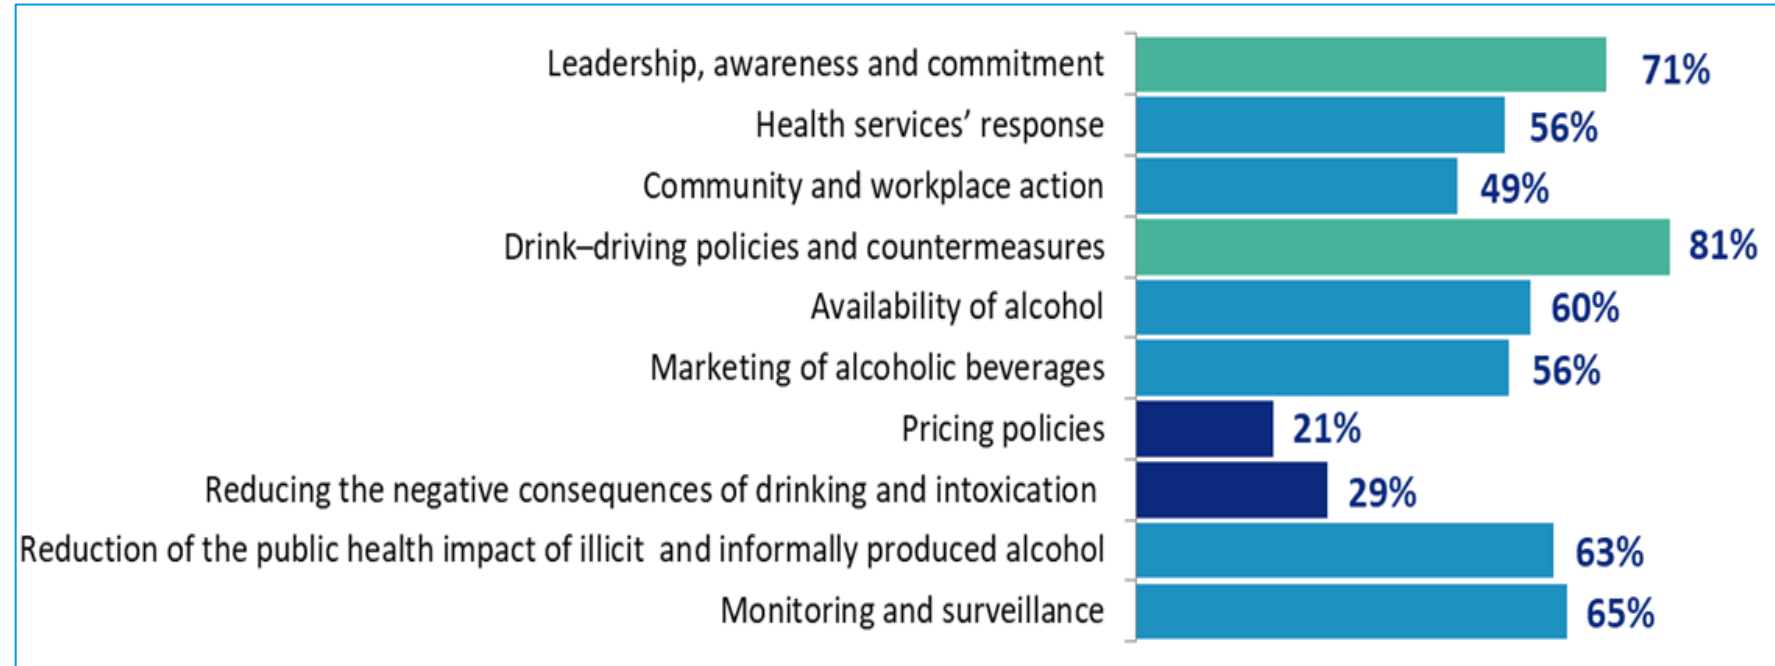 Leadership, awareness and commitment 71%
Health services’ response 56%
Community and workplace action 49%
Drink–driving policies and countermeasures 81%
Availability of alcohol 60%
Marketing of alcoholic beverages 56%
Pricing policies 21%
Reducing the negative consequences of drinking and intoxication 29%
Reduction of the public health impact of illicit and informally produced alcohol 63%
Monitoring and surveillance 65%